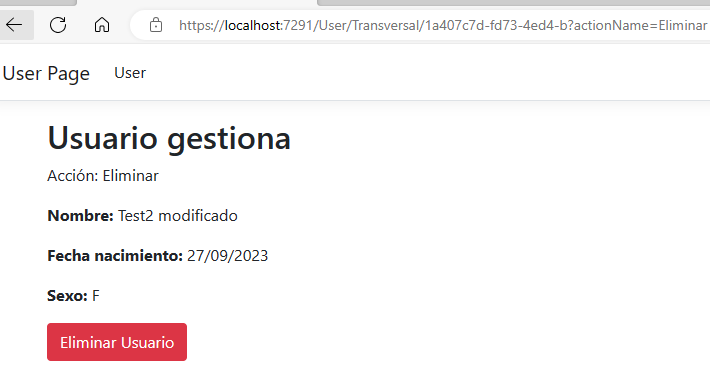 https://localhost:7291/User/Transversal/1a407c7d-fd73-4ed4-b?actionName=Eliminar
User Page User
Usuario gestiona
Acción: Eliminar
Nombre: Test2 modificado
Fecha nacimiento: 27/09/2023
Sexo: F
Eliminar Usuario